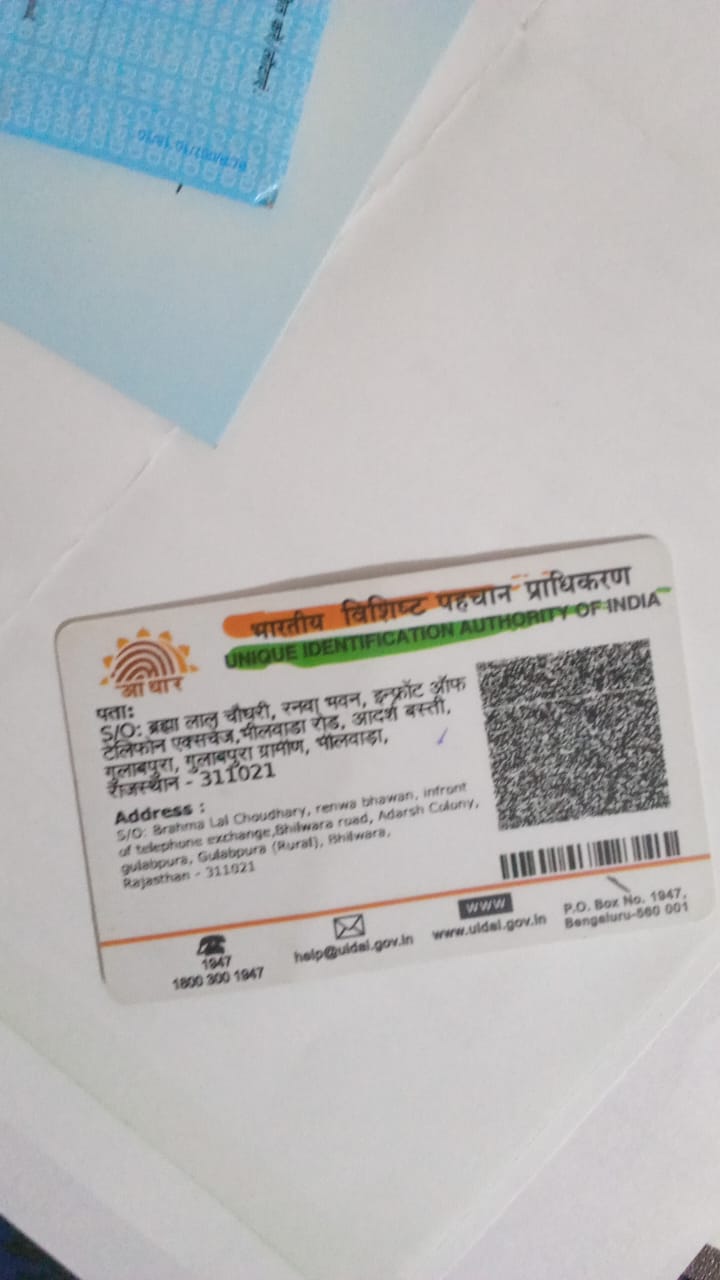 भारतीय विशिष्ट पहचान प्राधिकरण
UNIQUE IDENTIFICATION AUTHORITY OF INDIA
आधार
पता:
S/O: ब्रह्मा लाल चौधरी, रनवा भवन, इन्फ्रोंट ऑफ
टेलिफोन एक्सचेंज,भीलवाडा रोड, आदर्श बस्ती,
गुलाबपुरा, गुलाबपुरा ग्रामीण, भीलवाडा,
राजस्थान - 311021
Address :
S/O: Brahma Lal Choudhary, renwa bhawan, infront
of telephone exchange,Bhilwara road, Adarsh Colony,
gulabpura, Gulabpura (Rural), Bhilwara,
Rajasthan - 311021
1947
1800 300 1947
help@uidai.gov.in
WWW
www.uidai.gov.in
P.O. Box No. 1947,
Bengaluru-560 001